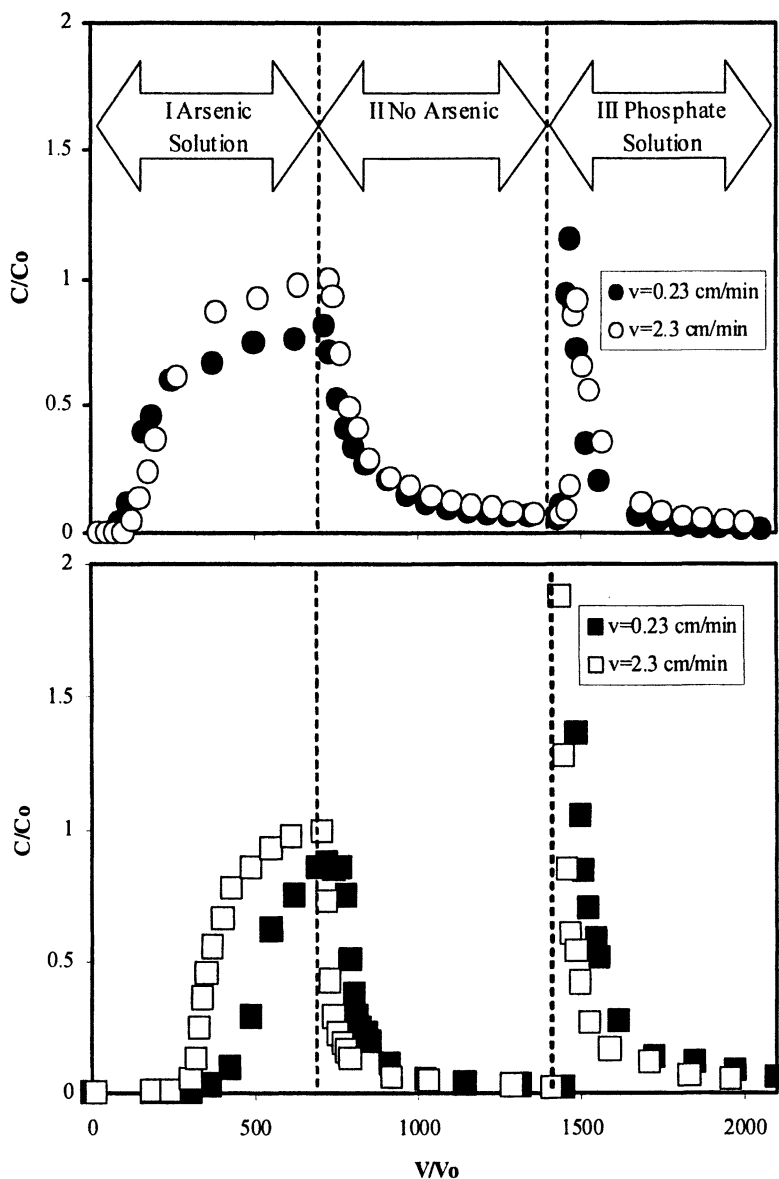 2
I Arsenic
Solution
II No Arsenic
III Phosphate
Solution
1.5
C/Co
1
v=0.23 cm/min
v=2.3 cm/min
0.5
0
2
v=0.23 cm/min
v=2.3 cm/min
1.5
C/Co
1
0.5
0
0 500 1000 1500 2000
V/Vo